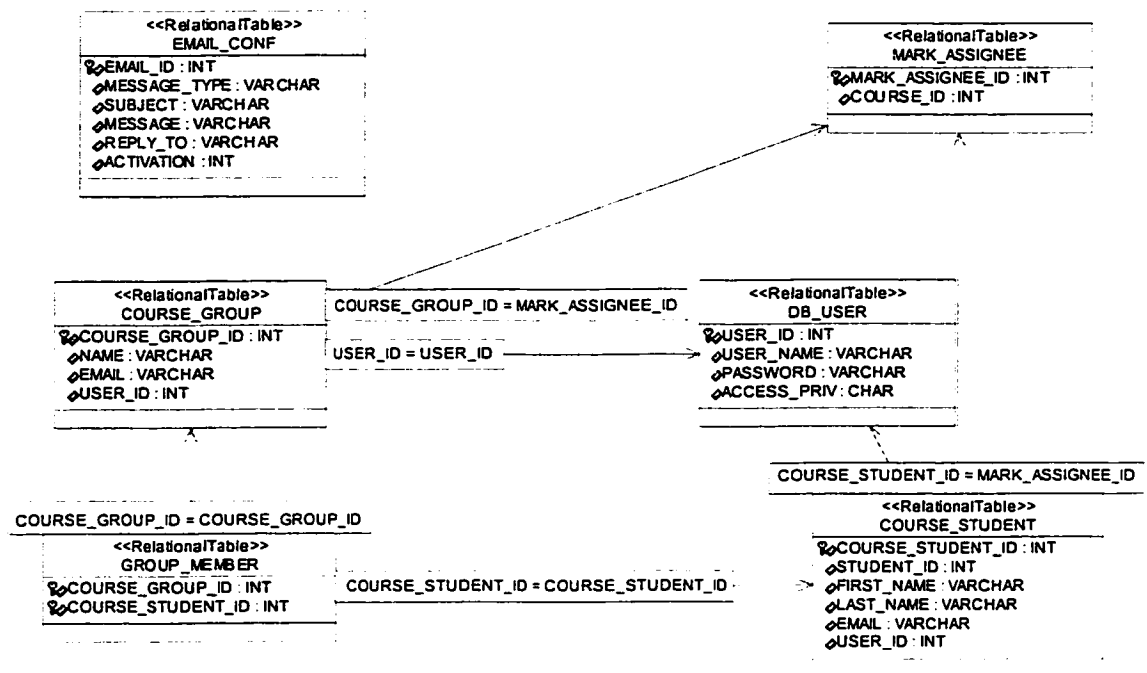 <<RelationalTable>>
EMAIL_CONF
EMAIL_ID : INT
MESSAGE_TYPE : VARCHAR
SUBJECT : VARCHAR
MESSAGE : VARCHAR
REPLY_TO : VARCHAR
ACTIVATION : INT
<<RelationalTable>>
MARK_ASSIGNEE
MARK_ASSIGNEE_ID : INT
COURSE_ID : INT
<<RelationalTable>>
COURSE_GROUP
COURSE_GROUP_ID : INT
NAME : VARCHAR
EMAIL : VARCHAR
USER_ID : INT
COURSE_GROUP_ID = MARK_ASSIGNEE_ID
USER_ID = USER_ID
<<RelationalTable>>
DB_USER
USER_ID : INT
USER_NAME : VARCHAR
PASSWORD : VARCHAR
ACCESS_PRIV : CHAR
COURSE_STUDENT_ID = MARK_ASSIGNEE_ID
<<RelationalTable>>
COURSE_STUDENT
COURSE_STUDENT_ID : INT
STUDENT_ID : INT
FIRST_NAME : VARCHAR
LAST_NAME : VARCHAR
EMAIL : VARCHAR
USER_ID : INT
COURSE_GROUP_ID = COURSE_GROUP_ID
<<RelationalTable>>
GROUP_MEMBER
COURSE_GROUP_ID : INT
COURSE_STUDENT_ID : INT
COURSE_STUDENT_ID = COURSE_STUDENT_ID